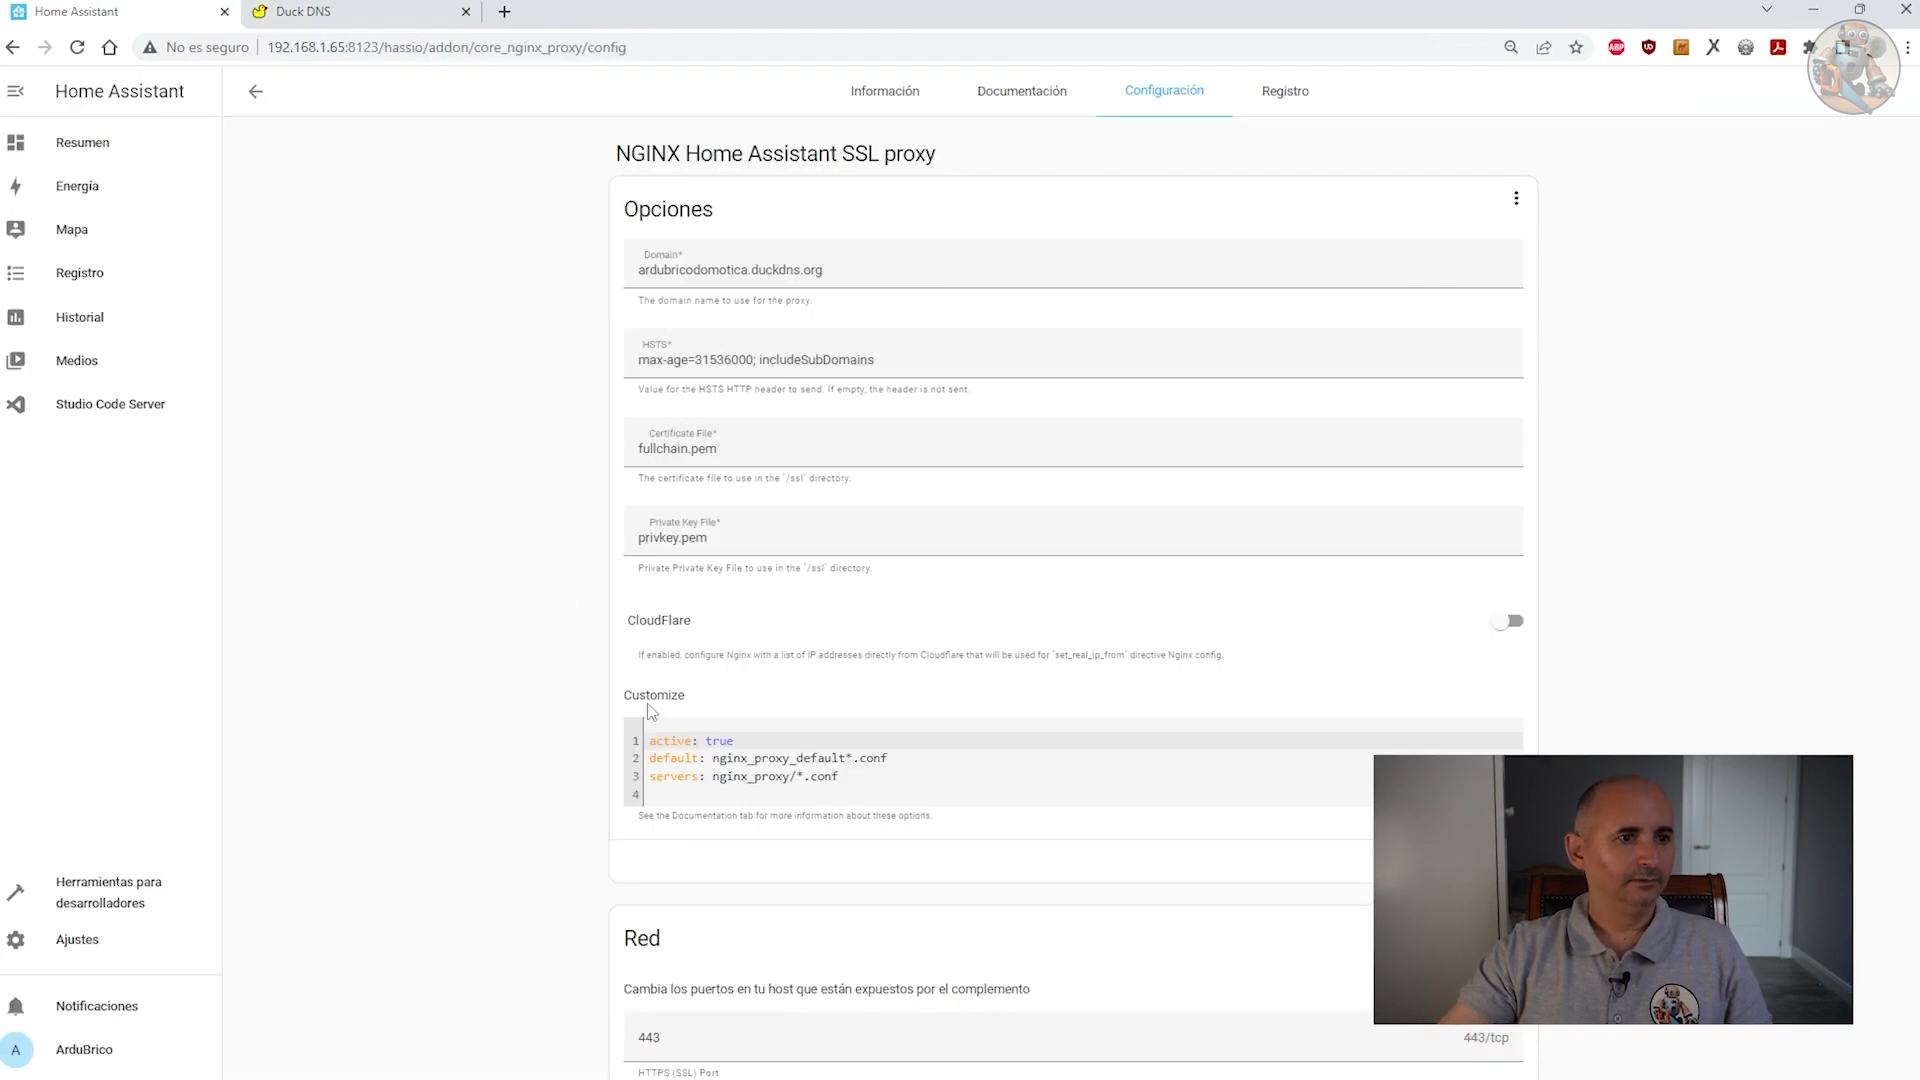 Home Assistant
Duck DNS
No es seguro
192.168.1.65:8123/hassio/addon/core_nginx_proxy/config
ABP
Home Assistant
Información
Documentación
Configuración
Registro
Resumen
Energía
Mapa
Registro
Historial
Medios
Studio Code Server
Herramientas para
desarrolladores
Ajustes
Notificaciones
A
ArduBrico
NGINX Home Assistant SSL proxy
Opciones
Domain*
ardubricodomotica.duckdns.org
The domain name to use for the proxy.
HSTS*
max-age=31536000; includeSubDomains
Value for the HSTS HTTP header to send. If empty, the header is not sent.
Certificate File*
fullchain.pem
The certificate file to use in the `/ssl` directory.
Private Key File*
privkey.pem
Private Private Key File to use in the `/ssl` directory.
CloudFlare
If enabled, configure Nginx with a list of IP addresses directly from Cloudflare that will be used for `set_real_ip_from` directive Nginx config.
Customize
1 active: true
2 default: nginx_proxy_default*.conf
3 servers: nginx_proxy/*.conf
4
See the Documentation tab for more information about these options.
Red
Cambia los puertos en tu host que están expuestos por el complemento
443
443/tcp
HTTPS (SSL) Port